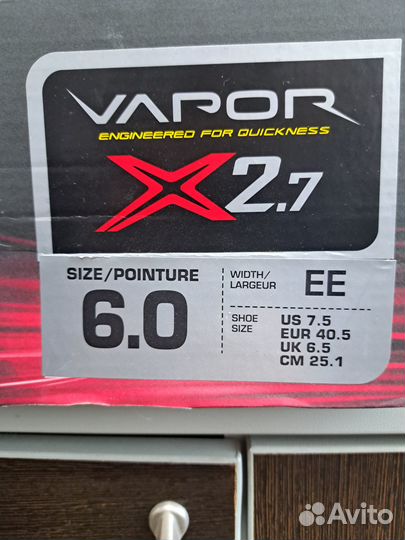 VAPOR
ENGINEERED FOR QUICKNESS
X2.7
SIZE/POINTURE
6.0
WIDTH/
LARGEUR
EE
SHOE
SIZE
US 7.5
EUR 40.5
UK 6.5
CM 25.1
Avito